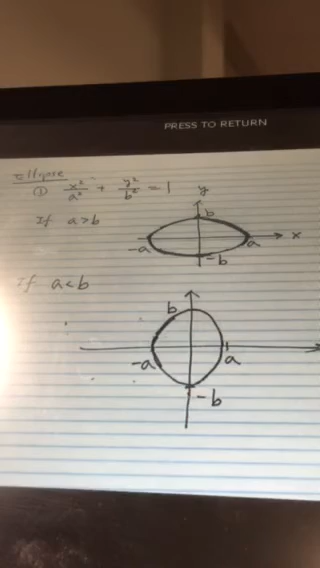 PRESS TO RETURN
Ellipse
① x²/a² + y²/b² = 1
y
If a>b
b
x
-a
a
-b
If a<b
b
-a
a
-b